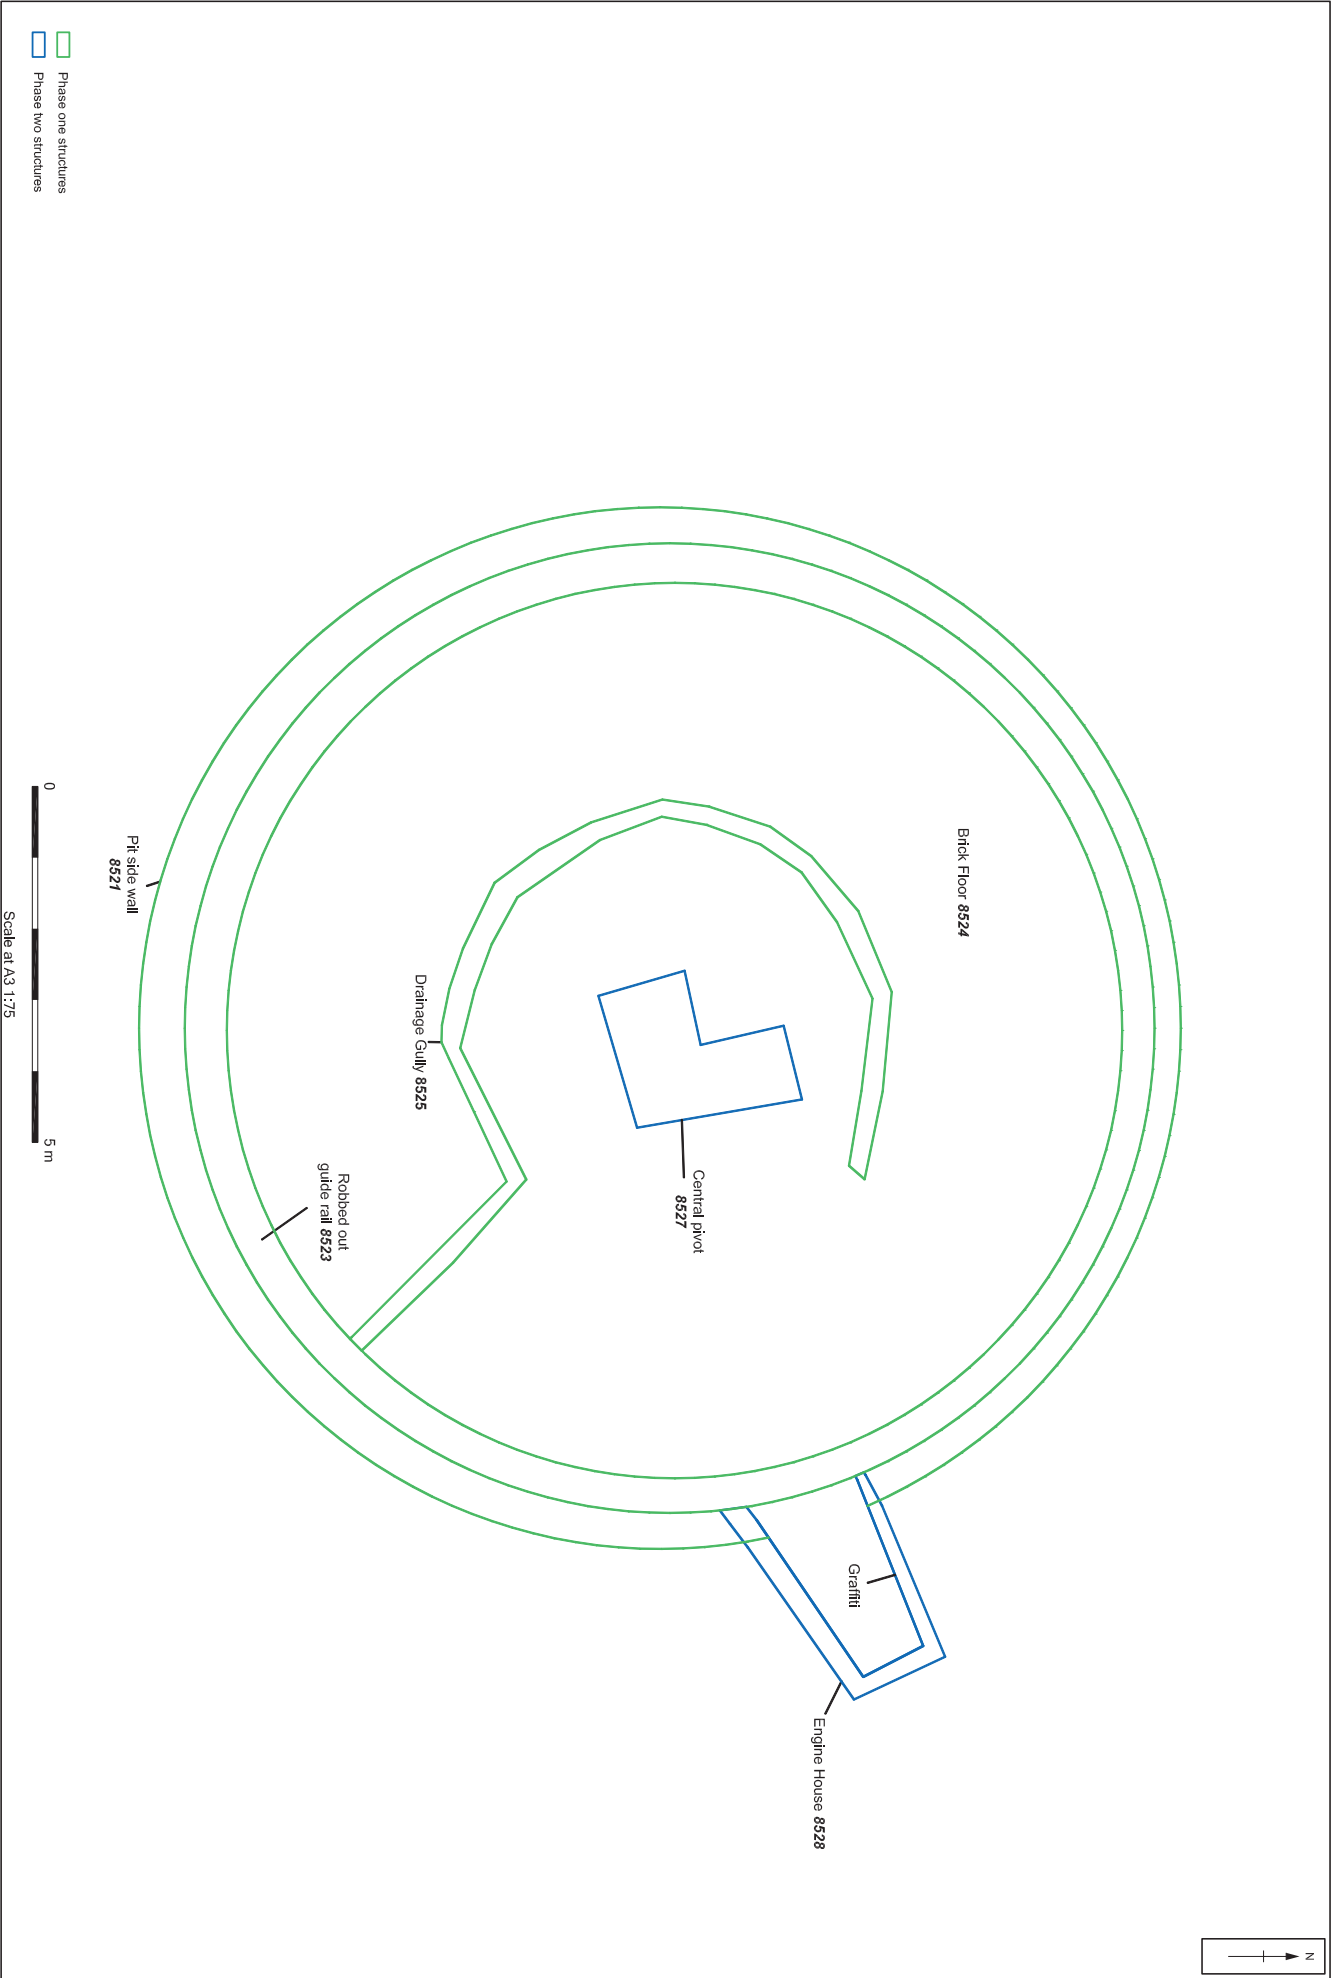 N
Brick Floor 8524
Graffiti
Engine House 8528
Central pivot
8527
Drainage Gully 8525
Robbed out
guide rail 8523
Pit side wall
8521
Phase one structures
Phase two structures
0
5 m
Scale at A3 1:75